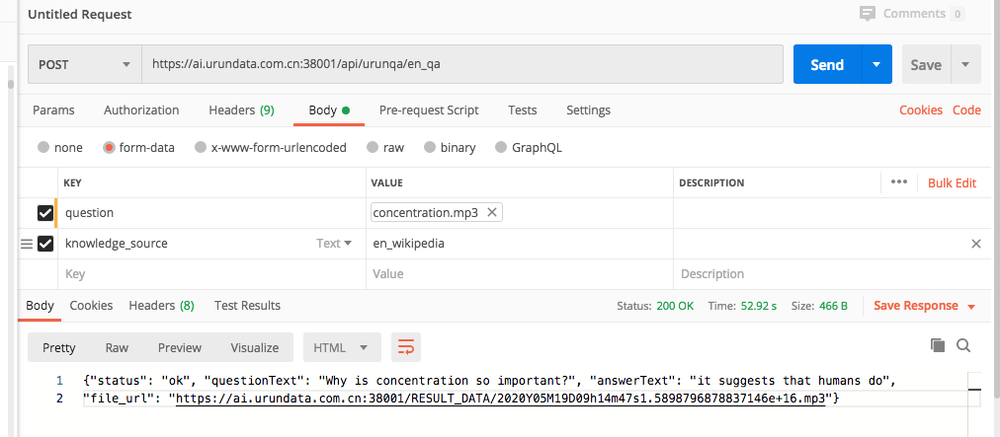 Untitled Request
Comments 0
POST https://ai.urundata.com.cn:38001/api/urunqa/en_qa Send Save
Params Authorization Headers (9) Body Pre-request Script Tests Settings Cookies Code
none form-data x-www-form-urlencoded raw binary GraphQL
KEY VALUE DESCRIPTION ••• Bulk Edit
question concentration.mp3
knowledge_source Text en_wikipedia
Key Value Description
Body Cookies Headers (8) Test Results Status: 200 OK Time: 52.92 s Size: 466 B Save Response
Pretty Raw Preview Visualize HTML
1 {"status": "ok", "questionText": "Why is concentration so important?", "answerText": "it suggests that humans do",
2 "file_url": "https://ai.urundata.com.cn:38001/RESULT_DATA/2020Y05M19D09h14m47s1.5898796878837146e+16.mp3"}